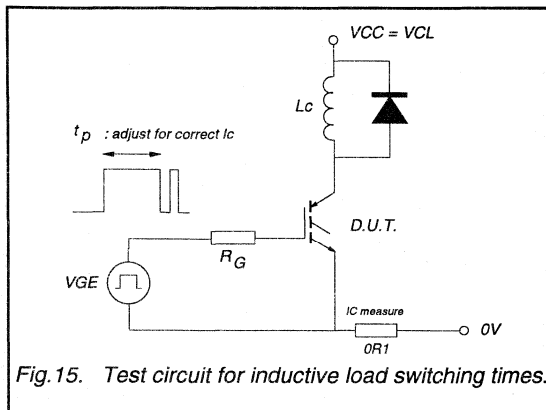 VCC = VCL
Lc
tp : adjust for correct Ic
D.U.T.
RG
VGE
IC measure
0R1
0V
Fig.15. Test circuit for inductive load switching times.